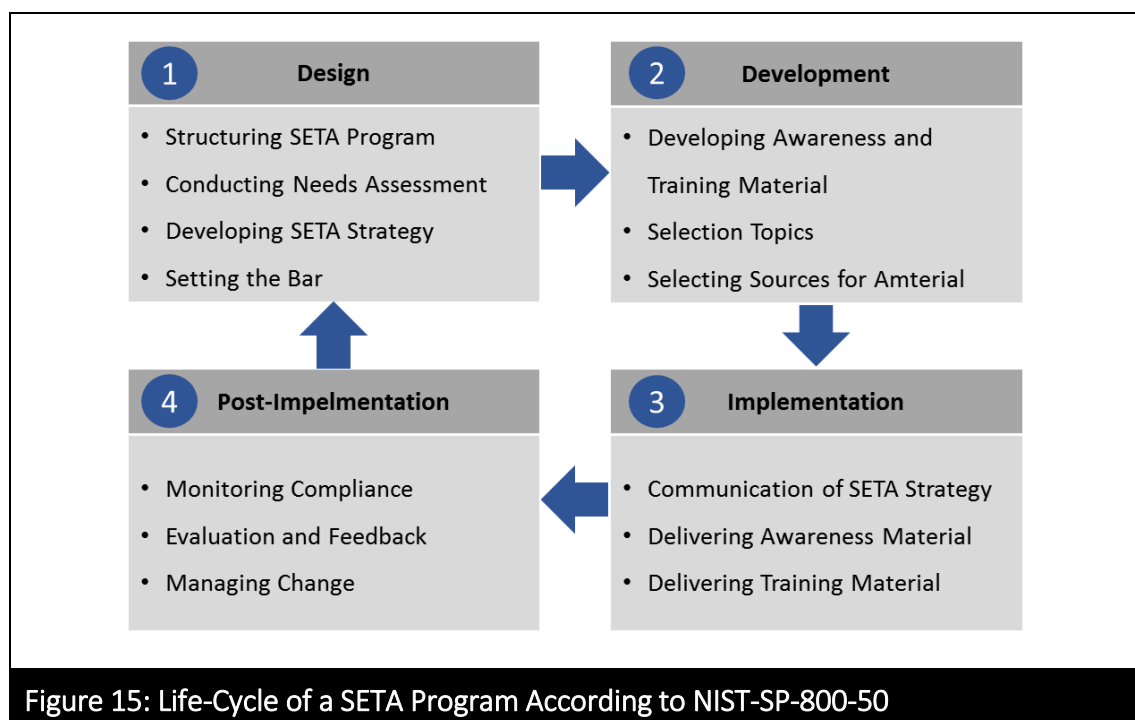 1
Design
• Structuring SETA Program
• Conducting Needs Assessment
• Developing SETA Strategy
• Setting the Bar
2
Development
• Developing Awareness and
Training Material
• Selection Topics
• Selecting Sources for Amterial
3
Implementation
• Communication of SETA Strategy
• Delivering Awareness Material
• Delivering Training Material
4
Post-Impelmentation
• Monitoring Compliance
• Evaluation and Feedback
• Managing Change
Figure 15: Life-Cycle of a SETA Program According to NIST-SP-800-50